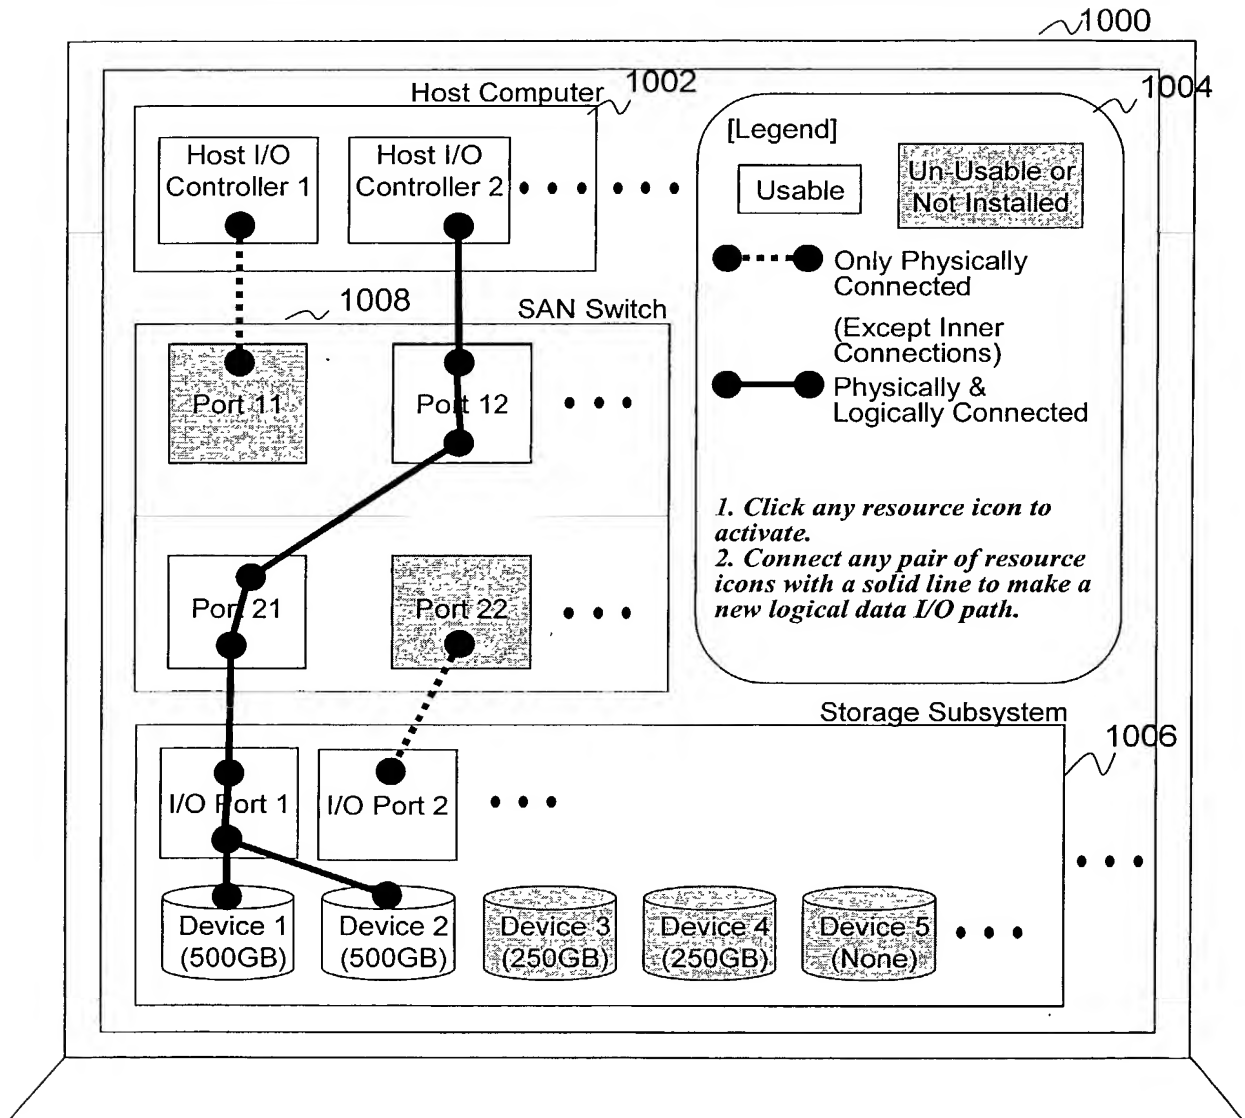 1000
Host Computer
1002
1004
Host I/O
Controller 1
Host I/O
Controller 2
[Legend]
Usable
Un-Usable or
Not Installed
Only Physically
Connected
(Except Inner
Connections)
Physically &
Logically Connected
1. Click any resource icon to
activate.
2. Connect any pair of resource
icons with a solid line to make a
new logical data I/O path.
1008
SAN Switch
Port 11
Port 12
Port 21
Port 22
Storage Subsystem
1006
I/O Port 1
I/O Port 2
Device 1
(500GB)
Device 2
(500GB)
Device 3
(250GB)
Device 4
(250GB)
Device 5
(None)